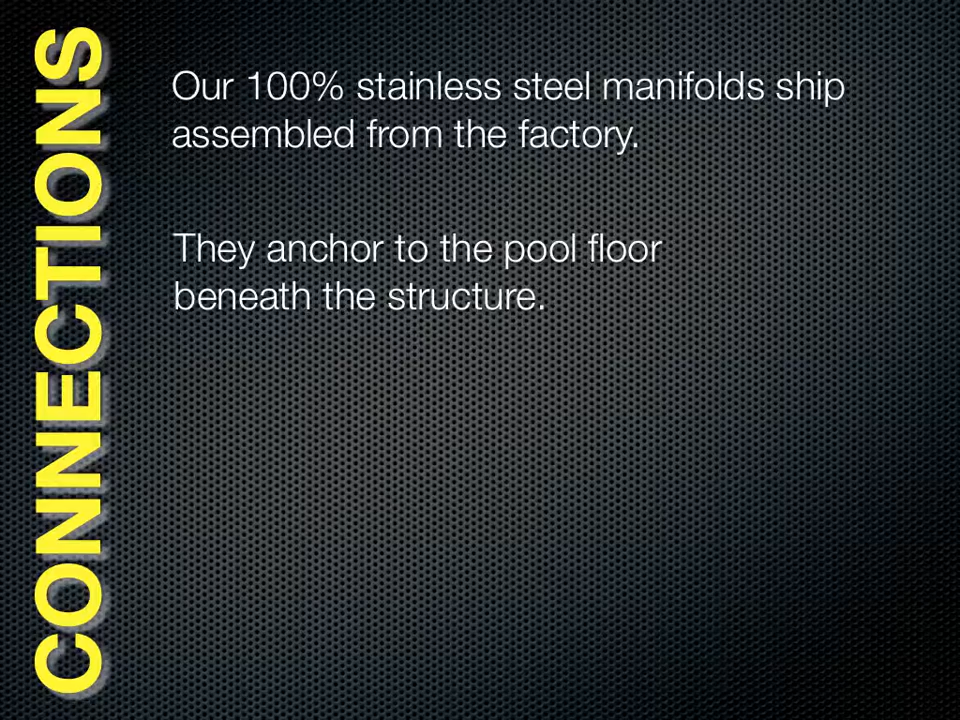 CONNECTIONS
Our 100% stainless steel manifolds ship
assembled from the factory.
They anchor to the pool floor
beneath the structure.